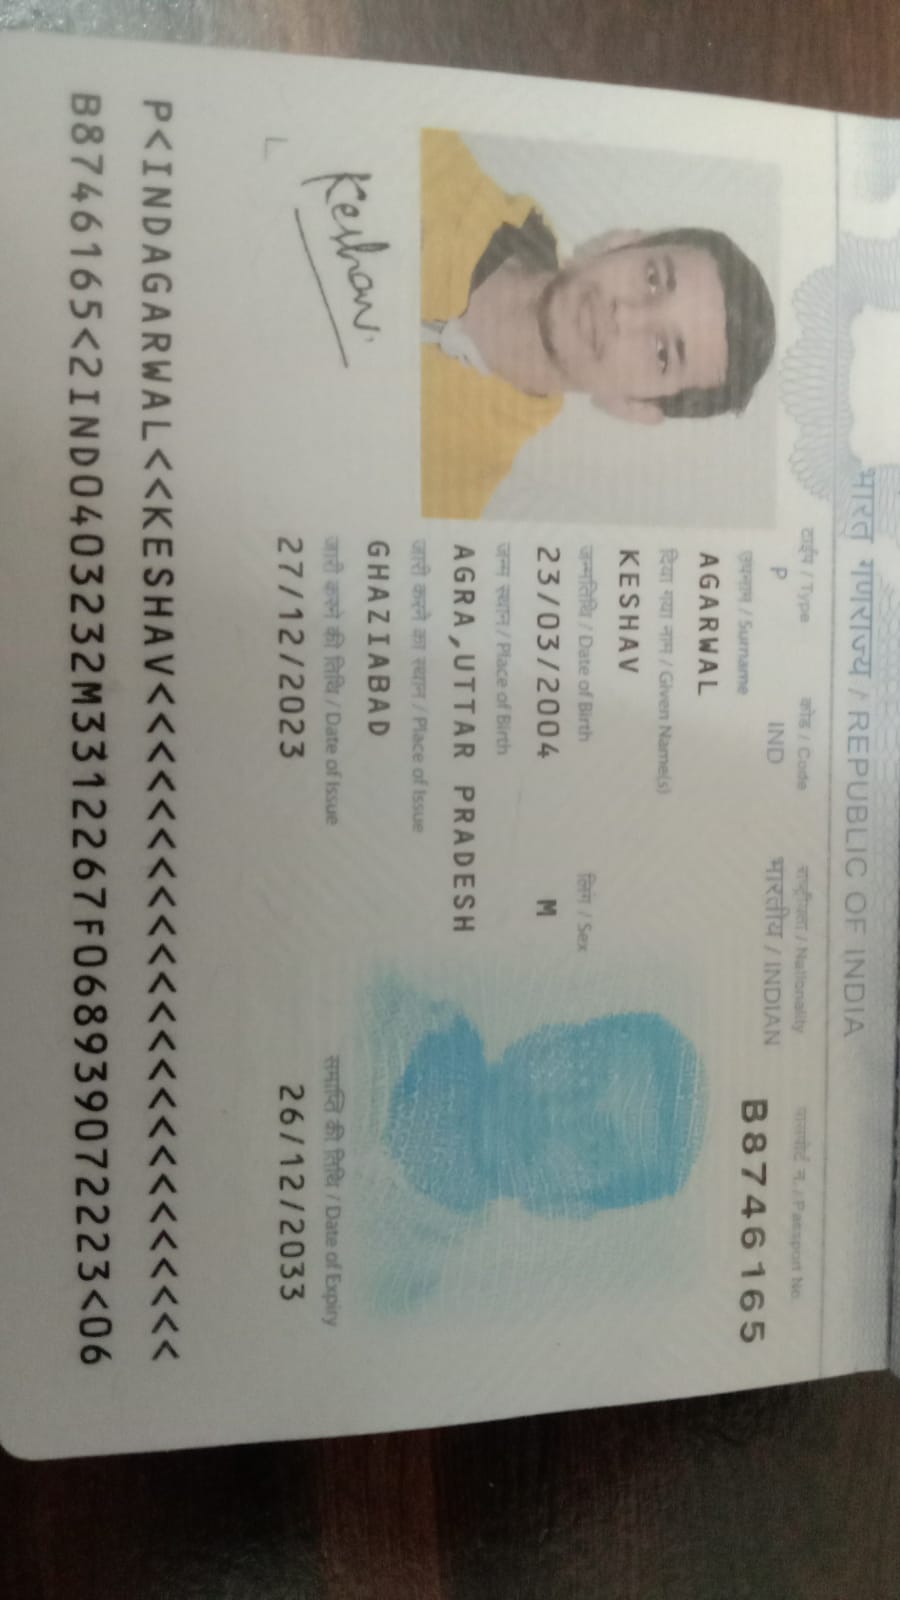 भारत गणराज्य / REPUBLIC OF INDIA
टाईप / Type कोड / Code राष्ट्रीयता / Nationality पासपोर्ट न. / Passport No.
P IND भारतीय / INDIAN B8746165
उपनाम / Surname
AGARWAL
दिया गया नाम / Given Name(s)
KESHAV
जन्मतिथि / Date of Birth लिंग / Sex
23/03/2004 M
जन्म स्थान / Place of Birth
AGRA,UTTAR PRADESH
जारी करने का स्थान / Place of Issue
GHAZIABAD
Keshav.
जारी करने की तिथि / Date of Issue समाप्ति की तिथि / Date of Expiry
27/12/2023 26/12/2033
P<INDAGARWAL<<KESHAV<<<<<<<<<<<<<<<<<<<<<<<<
B8746165<2IND0403232M3312267F068939072223<06